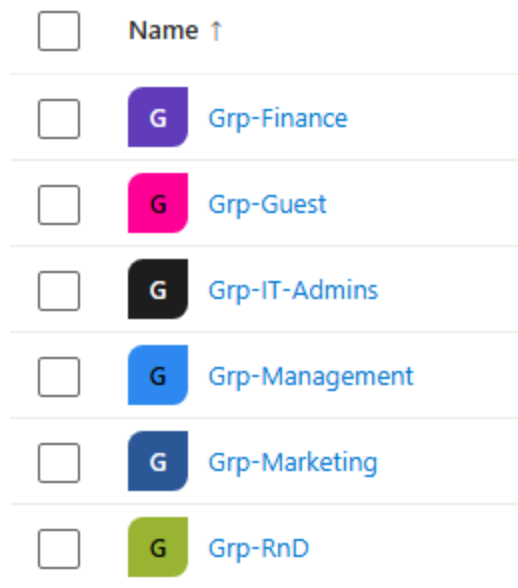 Name ↑
G Grp-Finance
G Grp-Guest
G Grp-IT-Admins
G Grp-Management
G Grp-Marketing
G Grp-RnD